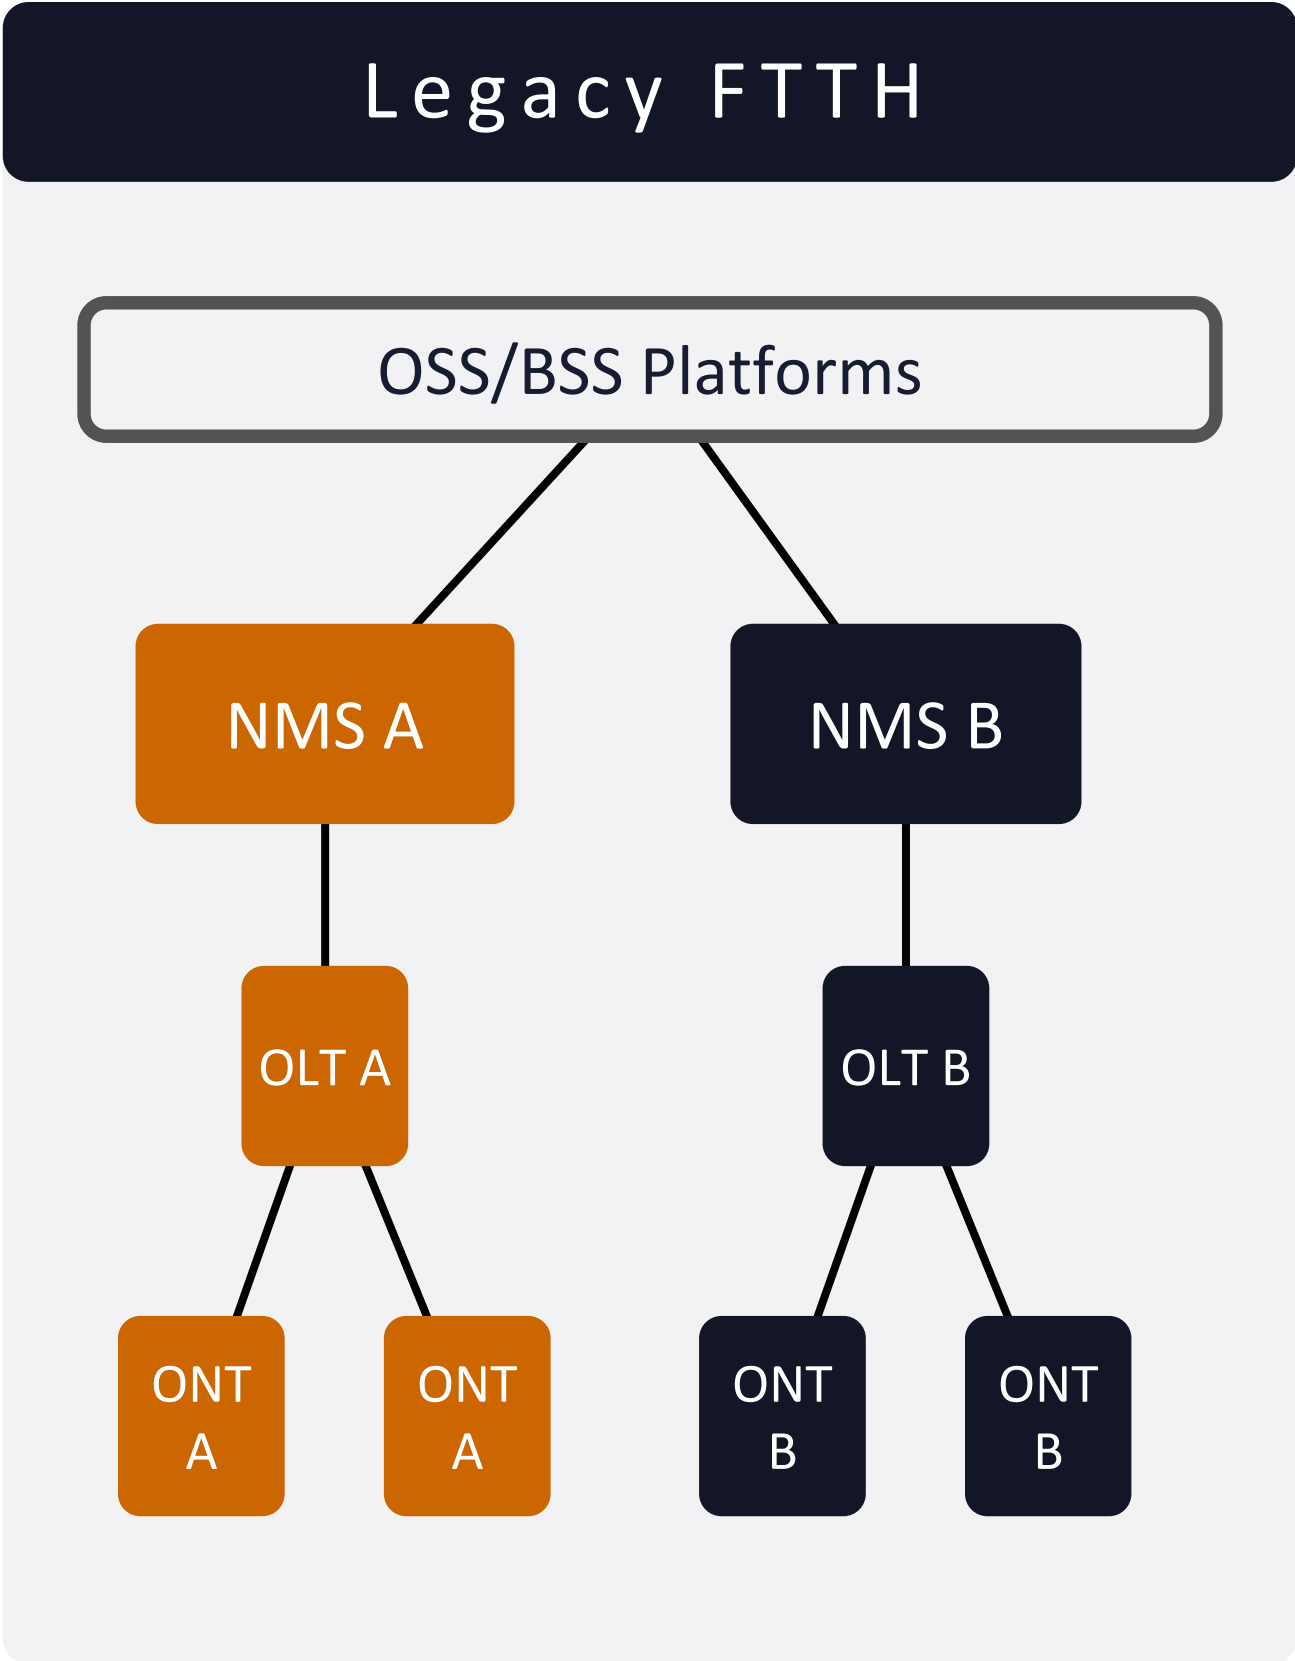 Legacy FTTH
OSS/BSS Platforms
NMS A
NMS B
OLT A
OLT B
ONT
A
ONT
A
ONT
B
ONT
B